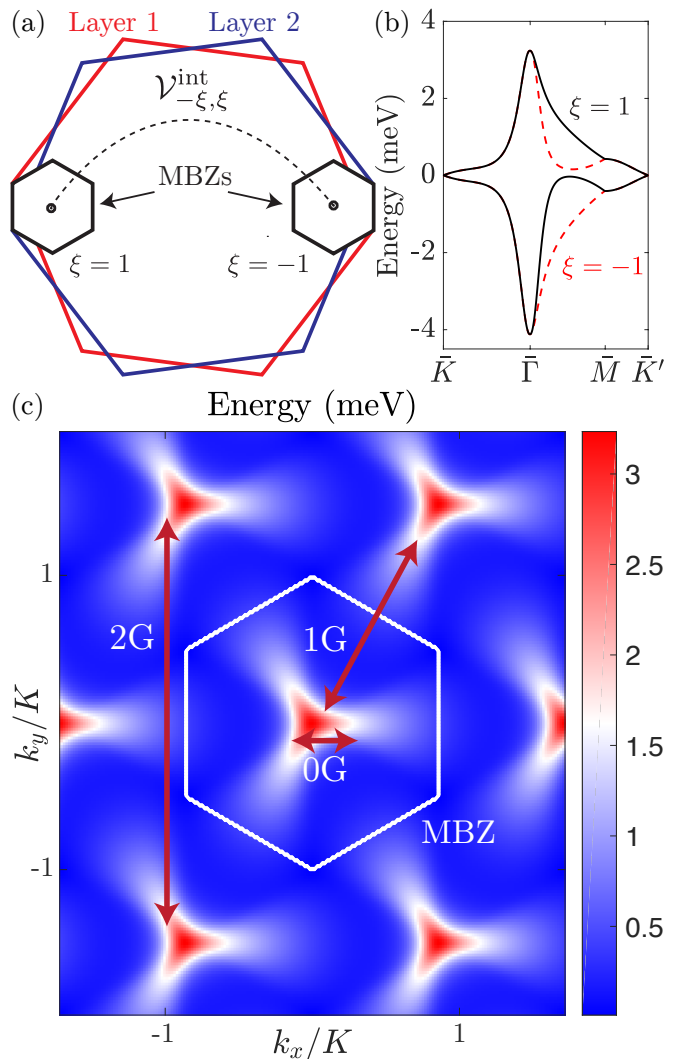 (a) Layer 1 Layer 2
𝒱^int_{−ξ,ξ}
MBZs
ξ = 1 ξ = −1
(b)
Energy (meV)
4
2
0
-2
-4
ξ = 1
ξ = −1
K̄ Γ̄ M̄ K̄′
(c) Energy (meV)
2G
1G
0G
MBZ
k_y/K
1
-1
-1 1
k_x/K
3
2.5
2
1.5
1
0.5